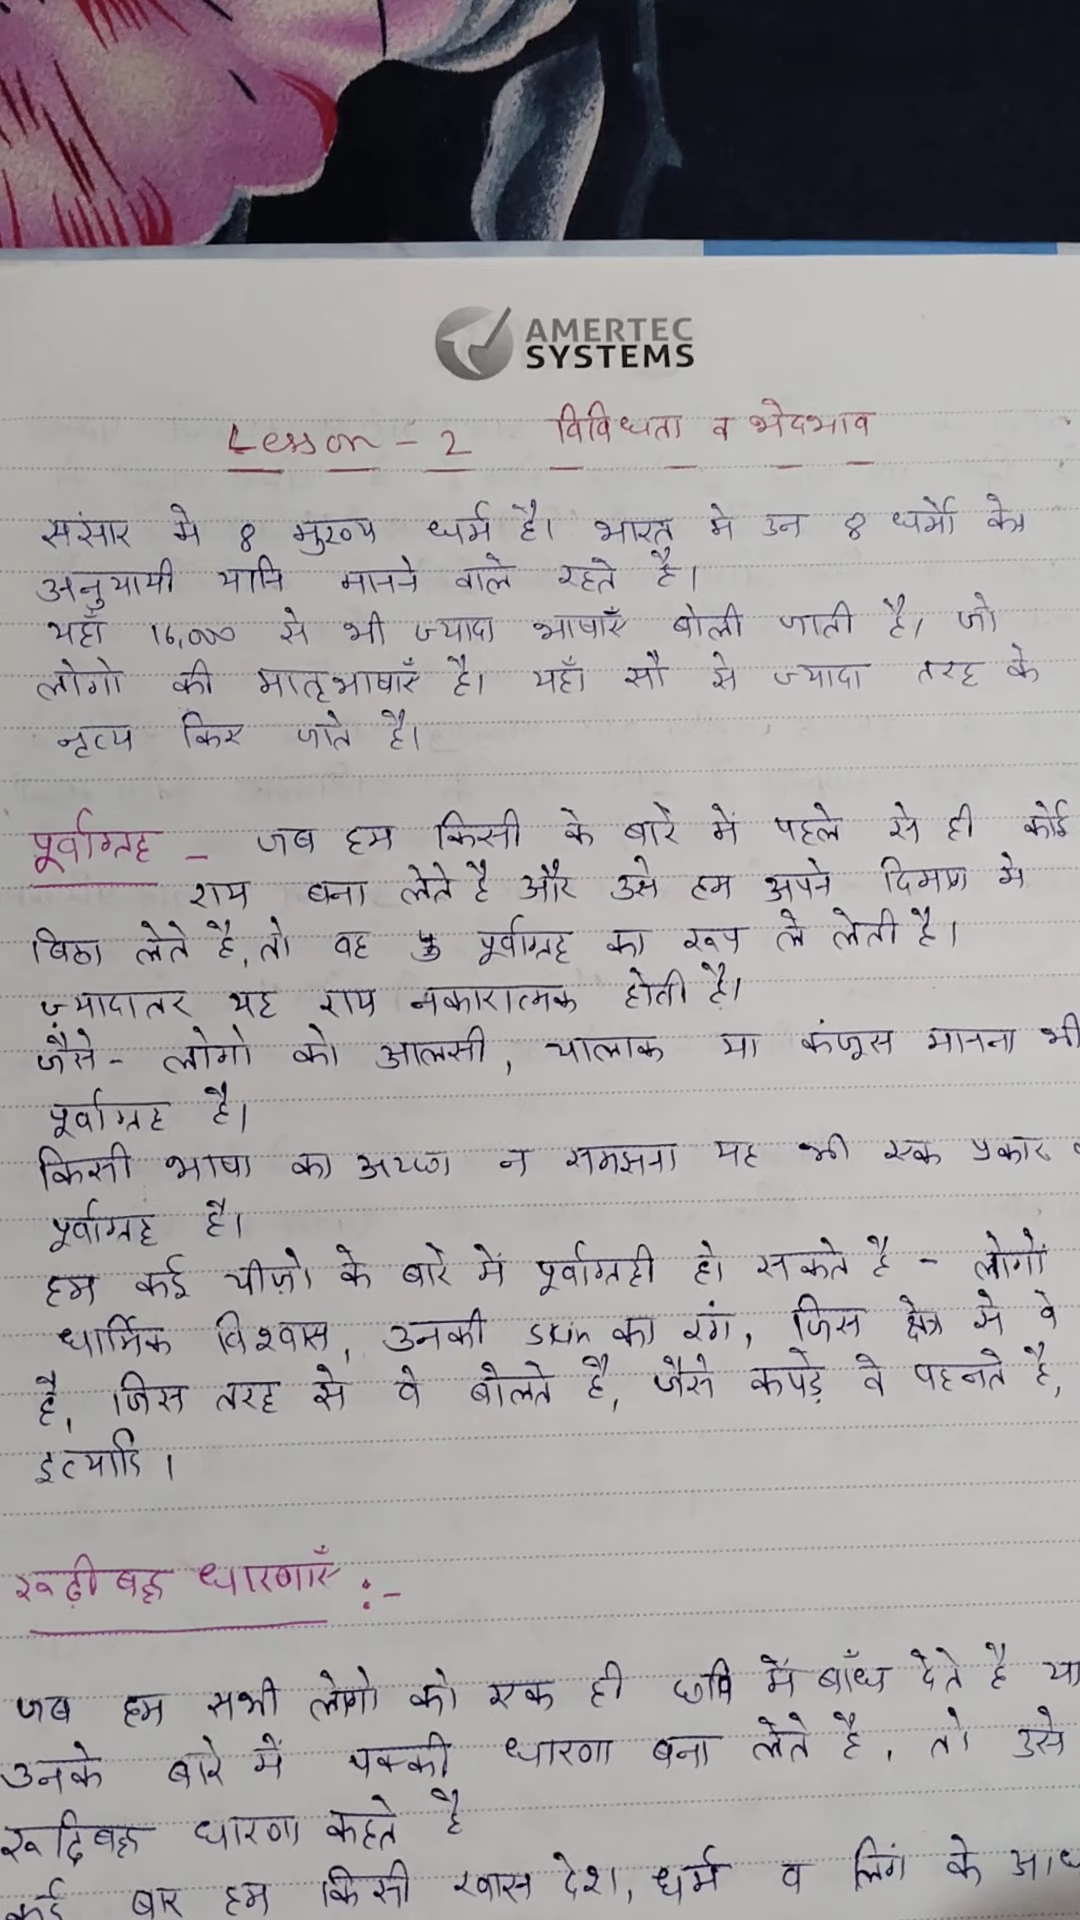 AMERTEC
SYSTEMS
Lesson - 2 विविधता व भेदभाव
संसार मे 8 मुख्य धर्म है। भारत मे उन 8 धर्मो के
अनुयायी यानि मानने वाले रहते है।
यहाँ 16,000 से भी ज्यादा भाषाएँ बोली जाती है, जो
लोगो की मातृभाषाएँ है। यहाँ सौ से ज्यादा तरह के
नृत्य किए जाते है।
पूर्वाग्रह - जब हम किसी के बारे में पहले से ही कोई
राय बना लेते है और उसे हम अपने दिमाग मे
बिठा लेते है, तो वह पूर्वाग्रह का रूप ले लेती है।
ज़्यादातर यह राय नकारात्मक होती है।
जैसे - लोगो को आलसी, चालाक या कंजूस मानना भी
पूर्वाग्रह है।
किसी भाषा का अच्छा न समझना यह भी एक प्रकार
पूर्वाग्रह है।
हम कई चीज़ो के बारे में पूर्वाग्रही हो सकते है - लोगों
धार्मिक विश्वास, उनकी skin का रंग, जिस क्षेत्र से वे
है, जिस तरह से वे बोलते है, जैसे कपड़े वे पहनते है,
इत्यादि।
रूढ़ी बद्ध धारणाएँ :-
जब हम सभी लोगो को एक ही छवि में बाँध देते है या
उनके बारे में पक्की धारणा बना लेते है, तो उसे
रूढ़िबद्ध धारणा कहते है
कई बार हम किसी खास देश, धर्म व लिंग के